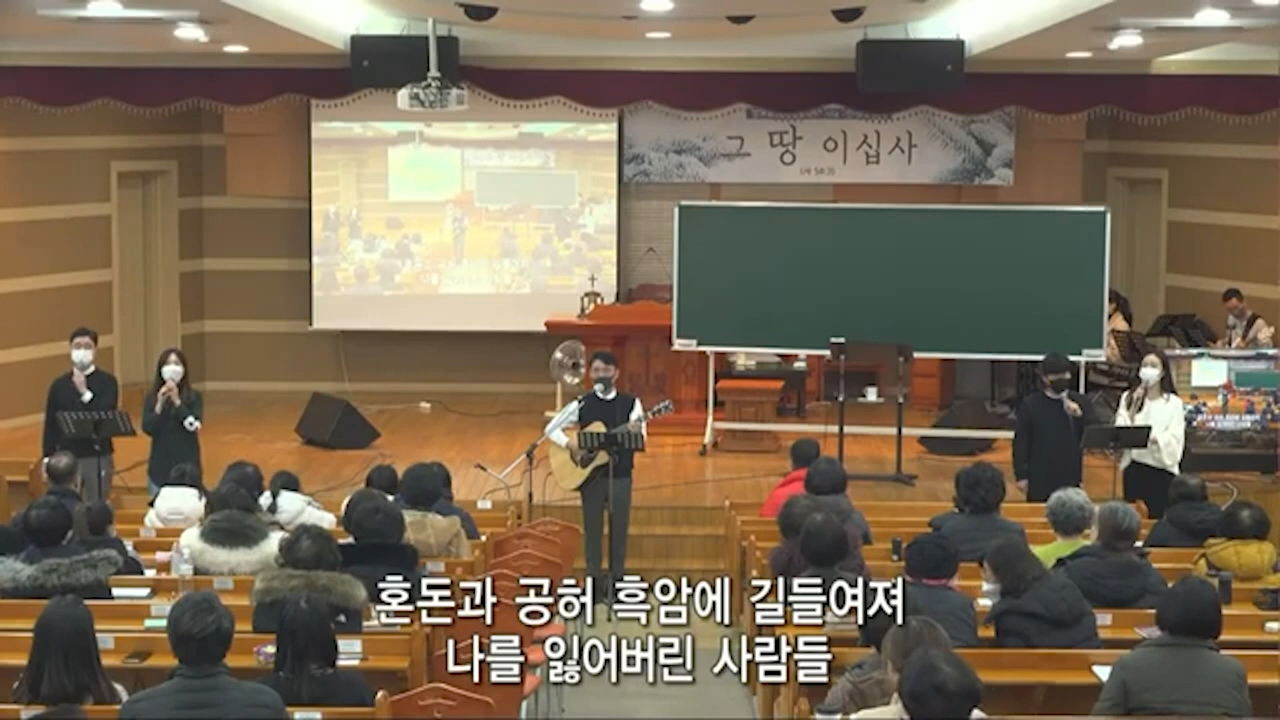 그 땅 이십사
혼돈과 공허 흑암에 길들여져
나를 잃어버린 사람들